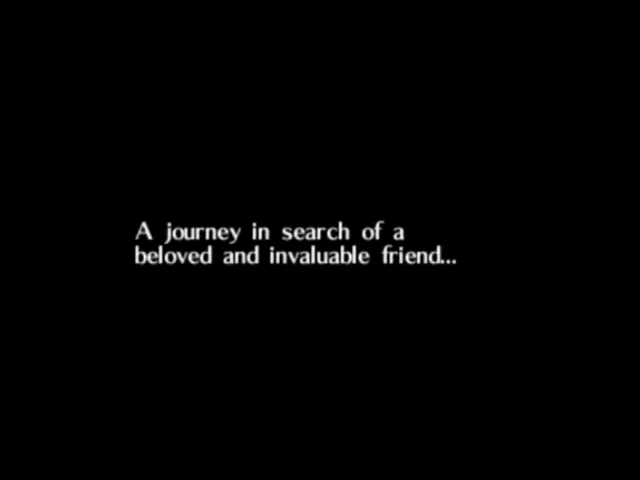 A journey in search of a
beloved and invaluable friend...